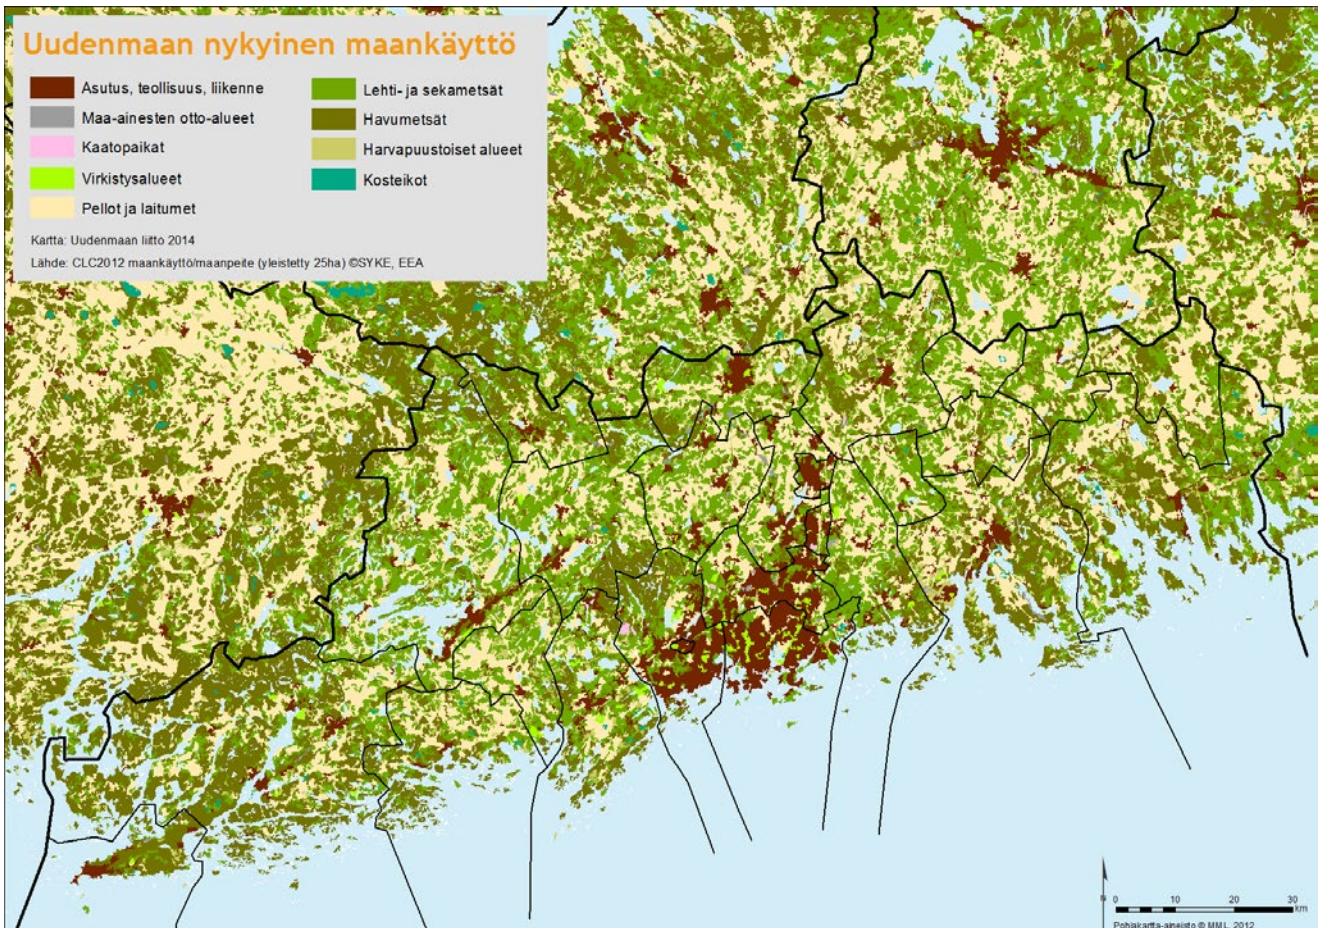 Uudenmaan nykyinen maankäyttö
Asutus, teollisuus, liikenne
Maa-ainesten otto-alueet
Kaatopaikat
Virkistysalueet
Pellot ja laitumet
Lehti- ja sekametsät
Havumetsät
Harvapuustoiset alueet
Kosteikot
Kartta: Uudenmaan liitto 2014
Lähde: CLC2012 maankäyttö/maanpeite (yleistetty 25ha) ©SYKE, EEA
N
0 10 20 30
km
Pohjakartta-aineisto © MML, 2012